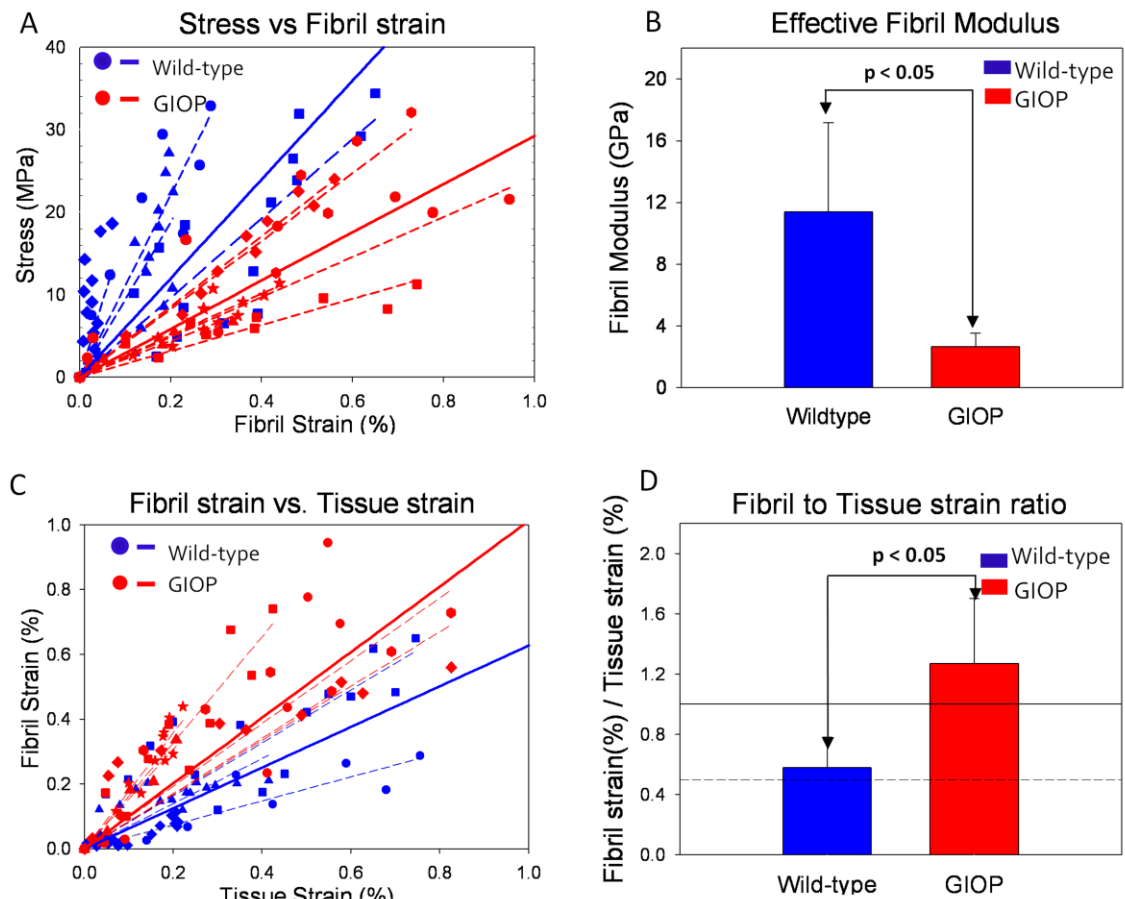 A
Stress vs Fibril strain
Wild-type
GIOP
Stress (MPa)
40
30
20
10
0
0.0 0.2 0.4 0.6 0.8 1.0
Fibril Strain (%)
B
Effective Fibril Modulus
Wild-type
GIOP
p < 0.05
Fibril Modulus (GPa)
20
16
12
8
4
0
Wildtype GIOP
C
Fibril strain vs. Tissue strain
Wild-type
GIOP
Fibril Strain (%)
1.0
0.8
0.6
0.4
0.2
0.0
0.0 0.2 0.4 0.6 0.8 1.0
Tissue Strain (%)
D
Fibril to Tissue strain ratio
Wild-type
GIOP
p < 0.05
Fibril strain(%) / Tissue strain (%)
2.0
1.6
1.2
0.8
0.4
0.0
Wild-type GIOP